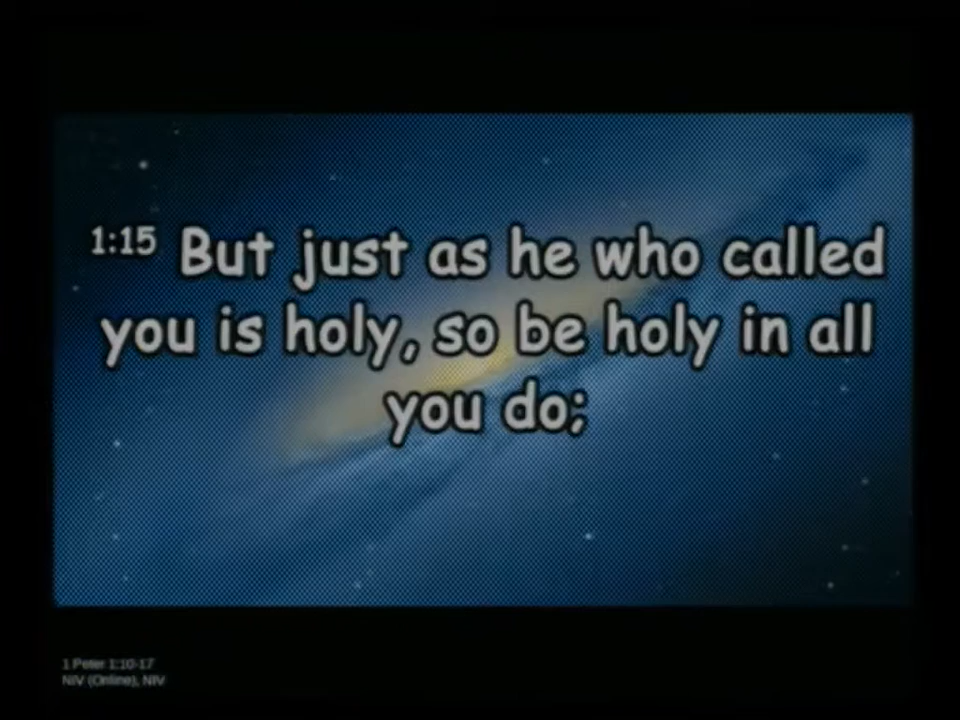 1:15 But just as he who called
you is holy, so be holy in all
you do;
1 Peter 1:10-17
NIV (Online), NIV